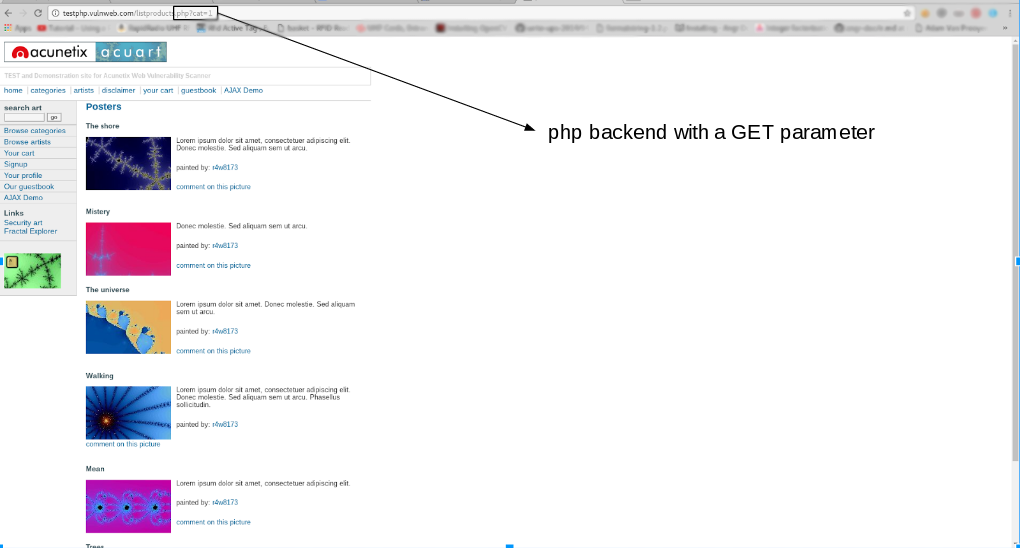 testphp.vulnweb.com/listproducts.php?cat=1
Apps
acunetix acuart
TEST and Demonstration site for Acunetix Web Vulnerability Scanner
home | categories | artists | disclaimer | your cart | guestbook | AJAX Demo
search art
go
Browse categories
Browse artists
Your cart
Signup
Your profile
Our guestbook
AJAX Demo
Links
Security art
Fractal Explorer
Posters
The shore
Lorem ipsum dolor sit amet, consectetuer adipiscing elit.
Donec molestie. Sed aliquam sem ut arcu.
painted by: r4w8173
comment on this picture
Mistery
Donec molestie. Sed aliquam sem ut arcu.
painted by: r4w8173
comment on this picture
The universe
Lorem ipsum dolor sit amet. Donec molestie. Sed aliquam
sem ut arcu.
painted by: r4w8173
comment on this picture
Walking
Lorem ipsum dolor sit amet, consectetuer adipiscing elit.
Donec molestie. Sed aliquam sem ut arcu. Phasellus
sollicitudin.
painted by: r4w8173
comment on this picture
Mean
Lorem ipsum dolor sit amet, consectetuer adipiscing elit.
painted by: r4w8173
comment on this picture
Trees
php backend with a GET parameter